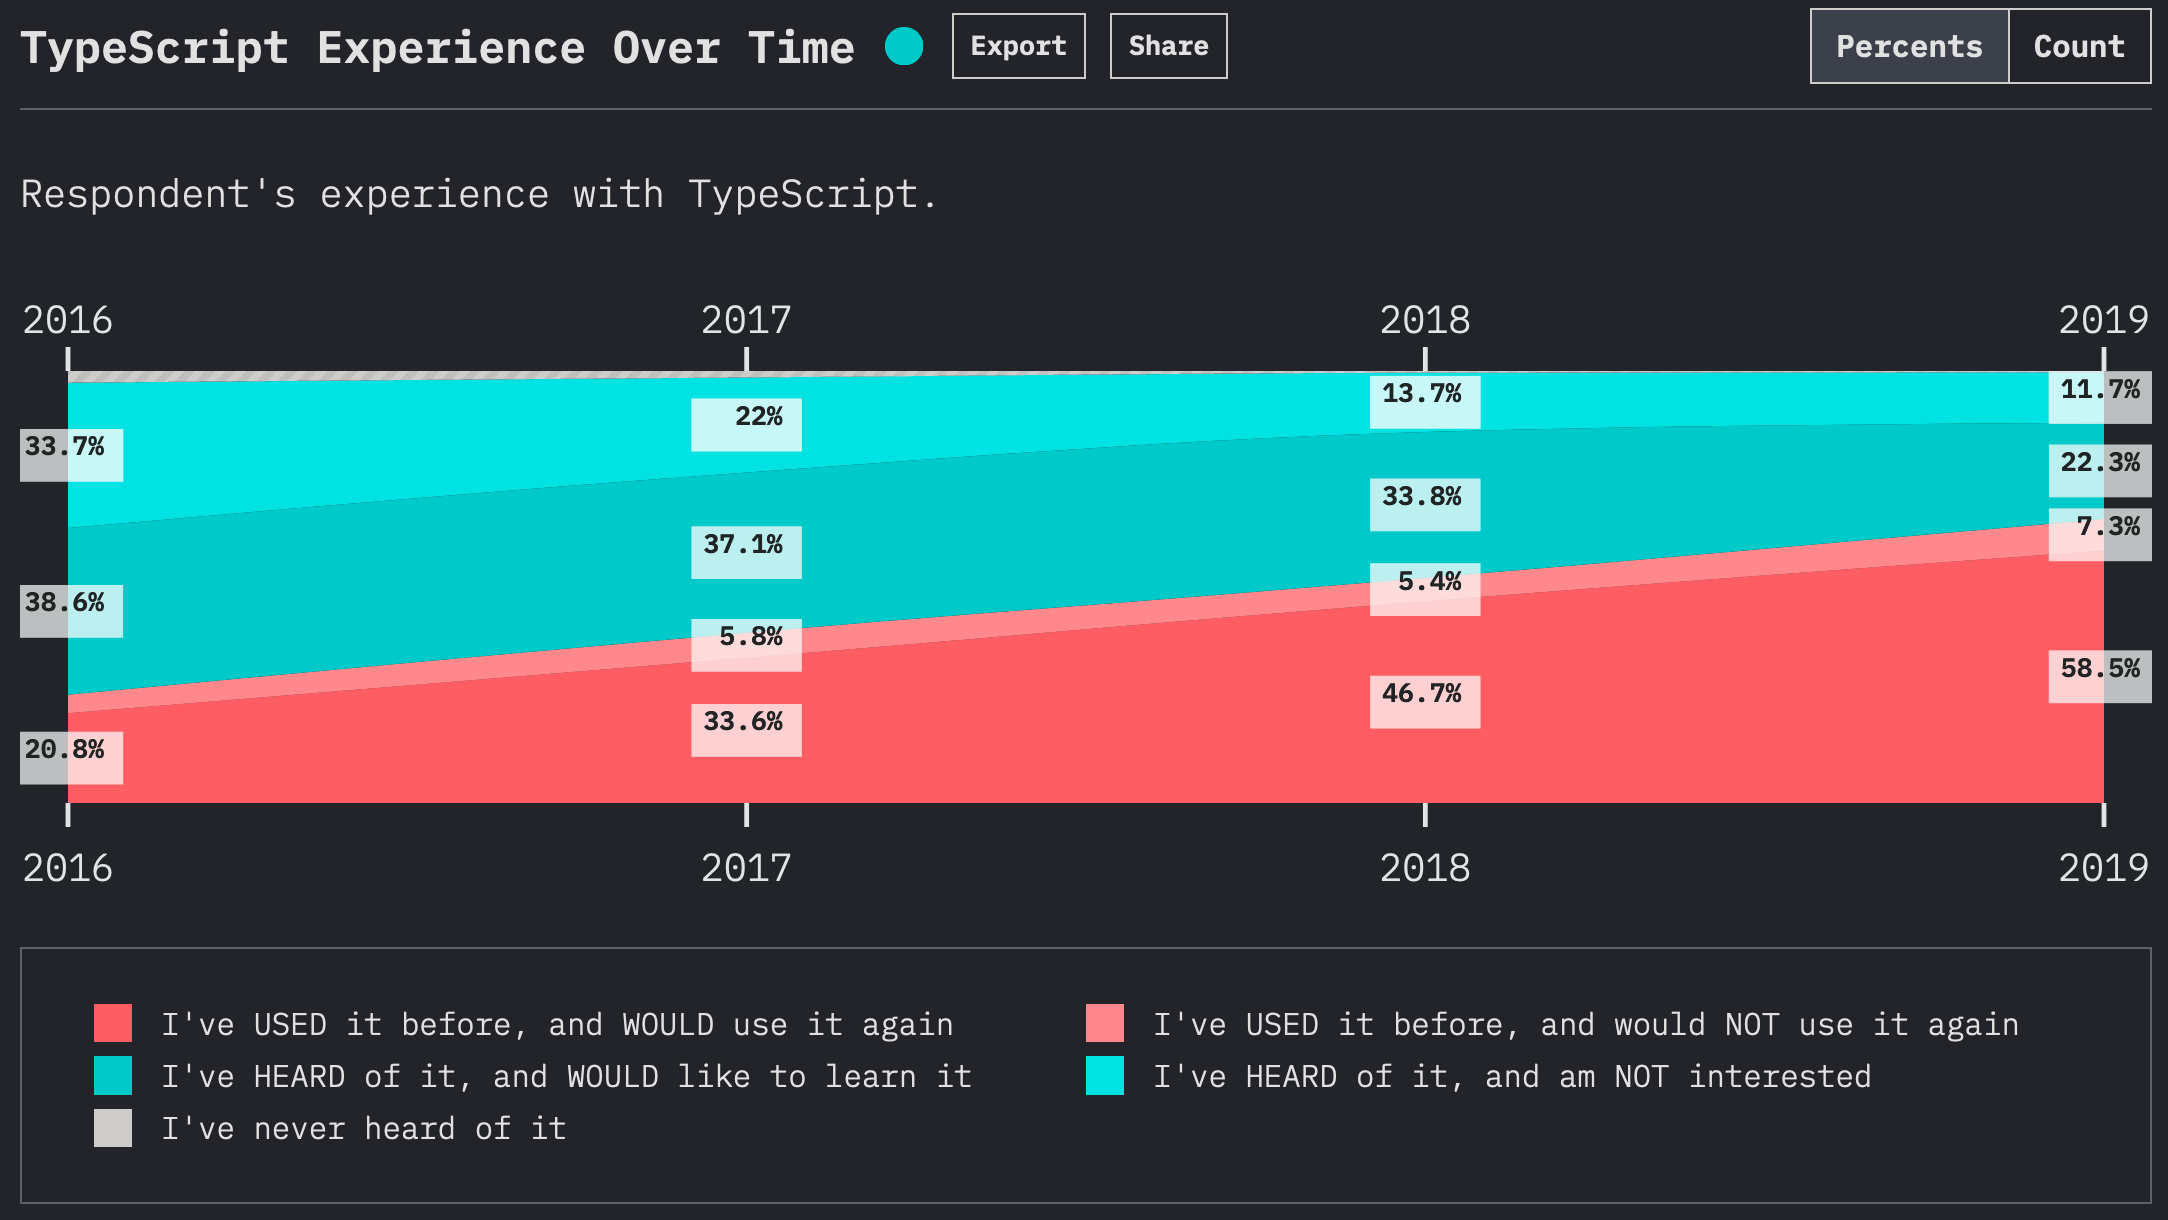 TypeScript Experience Over Time
Export
Share
Percents
Count
Respondent's experience with TypeScript.
2016 2017 2018 2019
33.7% 22% 13.7% 11.7%
38.6% 37.1% 33.8% 22.3%
5.8% 5.4% 7.3%
20.8% 33.6% 46.7% 58.5%
2016 2017 2018 2019
I've USED it before, and WOULD use it again
I've USED it before, and would NOT use it again
I've HEARD of it, and WOULD like to learn it
I've HEARD of it, and am NOT interested
I've never heard of it